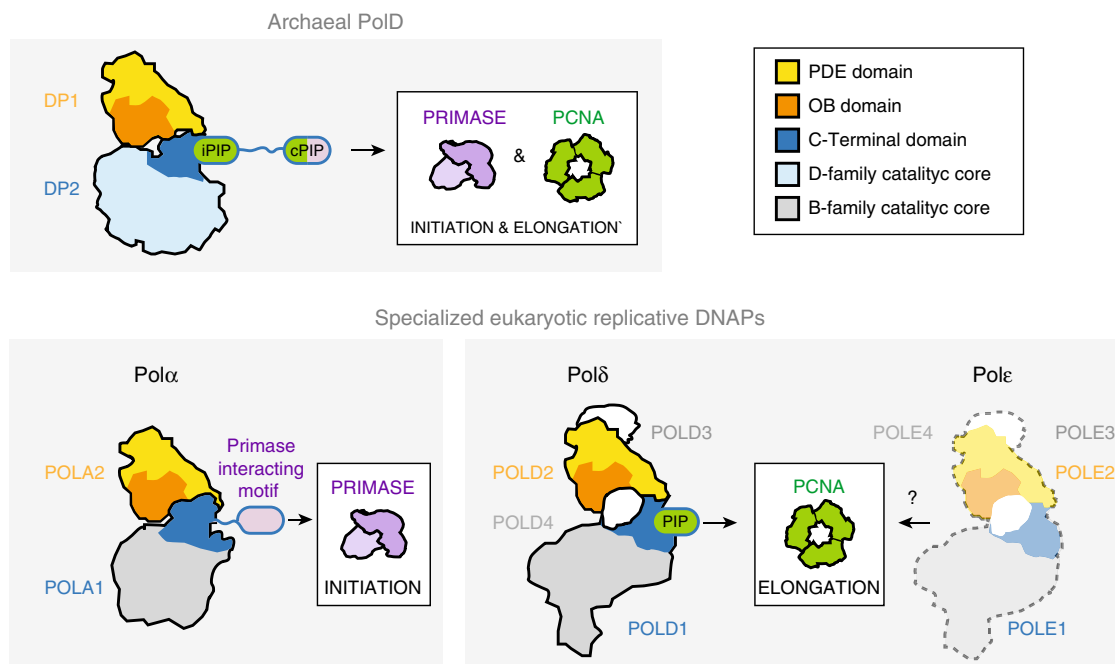 Archaeal PolD
DP1
DP2
iPIP
cPIP
PRIMASE
&
PCNA
INITIATION & ELONGATION`
PDE domain
OB domain
C-Terminal domain
D-family catalityc core
B-family catalityc core
Specialized eukaryotic replicative DNAPs
Polα
POLA2
POLA1
Primase
interacting
motif
PRIMASE
INITIATION
Polδ
POLD3
POLD2
POLD4
PIP
POLD1
PCNA
ELONGATION
?
Polε
POLE4
POLE3
POLE2
POLE1